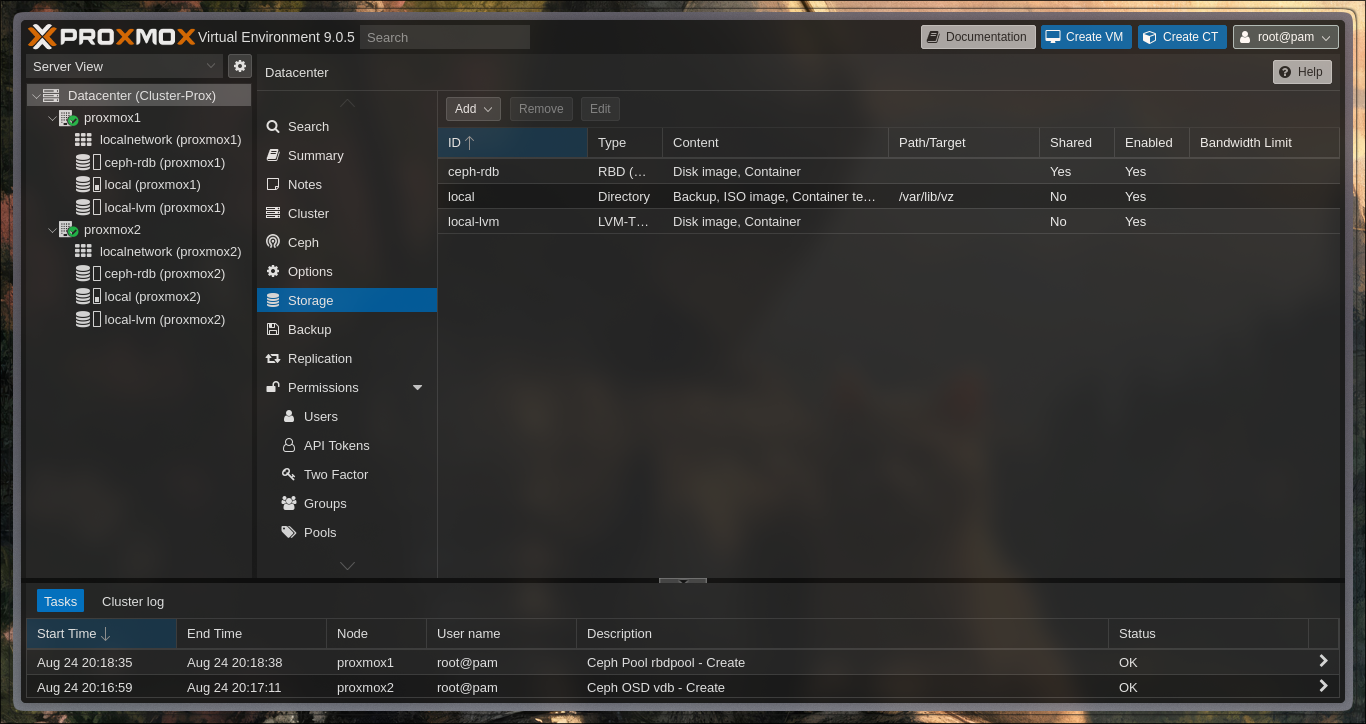 PROXMOX Virtual Environment 9.0.5 Search Documentation Create VM Create CT root@pam
Server View
Datacenter (Cluster-Prox)
proxmox1
localnetwork (proxmox1)
ceph-rdb (proxmox1)
local (proxmox1)
local-lvm (proxmox1)
proxmox2
localnetwork (proxmox2)
ceph-rdb (proxmox2)
local (proxmox2)
local-lvm (proxmox2)
Datacenter Help
Search
Summary
Notes
Cluster
Ceph
Options
Storage
Backup
Replication
Permissions
Users
API Tokens
Two Factor
Groups
Pools
Add Remove Edit
ID Type Content Path/Target Shared Enabled Bandwidth Limit
ceph-rdb RBD (… Disk image, Container Yes Yes
local Directory Backup, ISO image, Container te… /var/lib/vz No Yes
local-lvm LVM-T… Disk image, Container No Yes
Tasks Cluster log
Start Time End Time Node User name Description Status
Aug 24 20:18:35 Aug 24 20:18:38 proxmox1 root@pam Ceph Pool rbdpool - Create OK
Aug 24 20:16:59 Aug 24 20:17:11 proxmox2 root@pam Ceph OSD vdb - Create OK